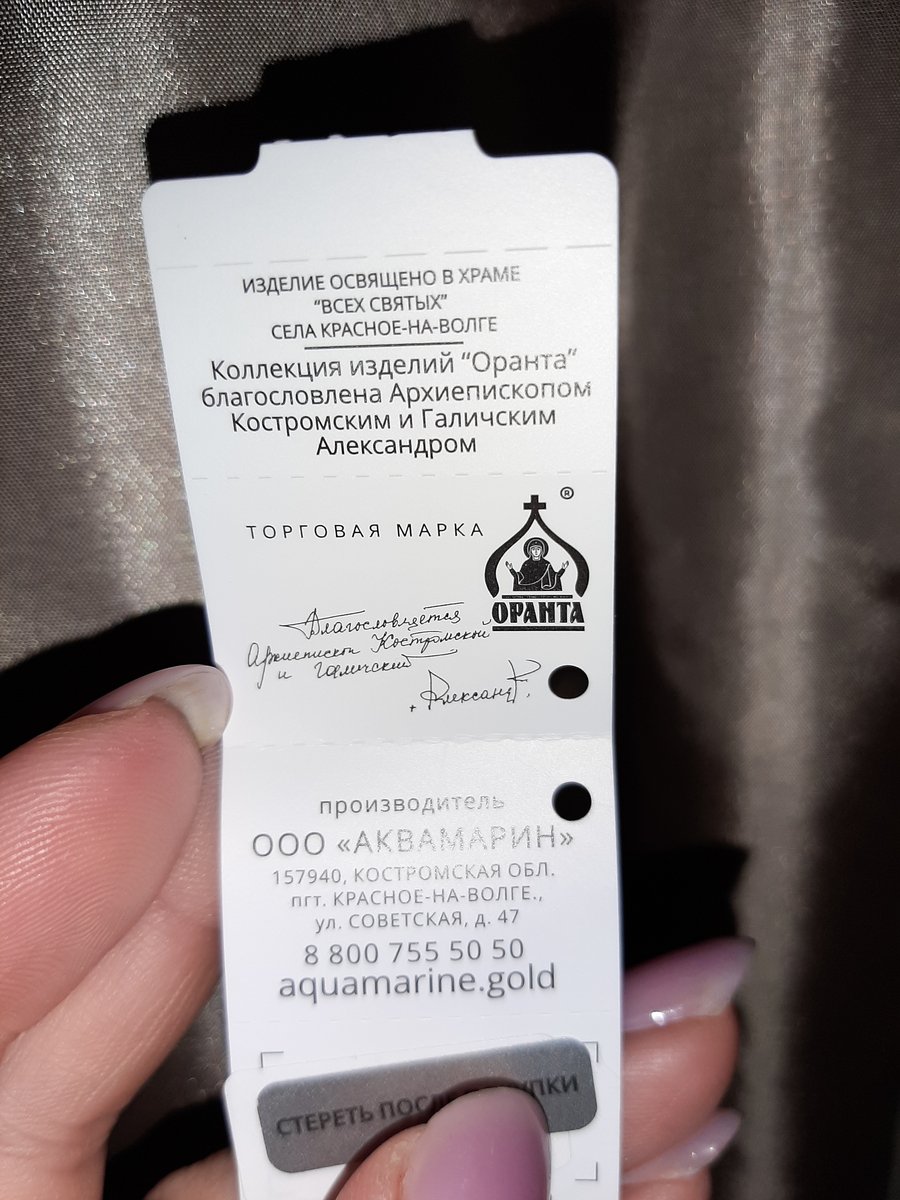 ИЗДЕЛИЕ ОСВЯЩЕНО В ХРАМЕ
“ВСЕХ СВЯТЫХ”
СЕЛА КРАСНОЕ-НА-ВОЛГЕ
Коллекция изделий “Оранта”
благословлена Архиепископом
Костромским и Галичским
Александром
ТОРГОВАЯ МАРКА
®
ОРАНТА
Благословляется
Архиепископ Костромской
и Галичский
производитель
ООО «АКВАМАРИН»
157940, КОСТРОМСКАЯ ОБЛ.
пгт. КРАСНОЕ-НА-ВОЛГЕ.,
ул. СОВЕТСКАЯ, д. 47
8 800 755 50 50
aquamarine.gold
СТЕРЕТЬ